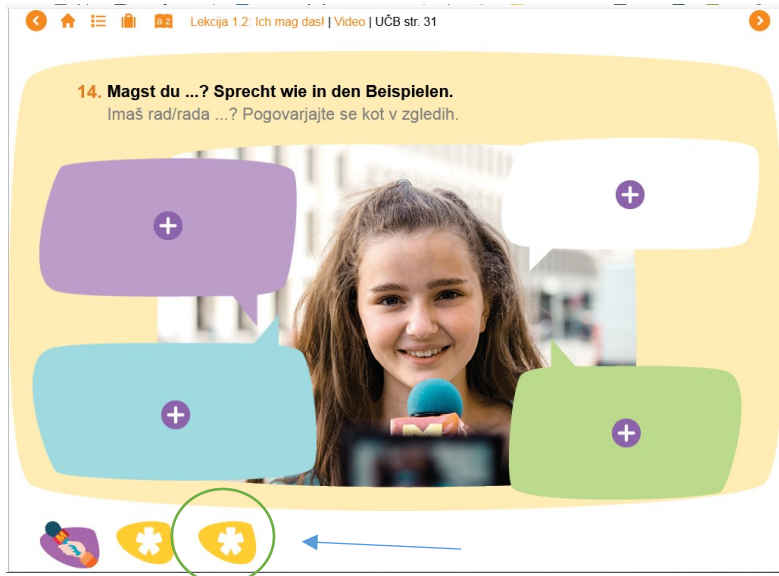 Lekcija 1.2: Ich mag das! | Video | UČB str. 31
14. Magst du ...? Sprecht wie in den Beispielen.
Imaš rad/rada ...? Pogovarjajte se kot v zgledih.
M